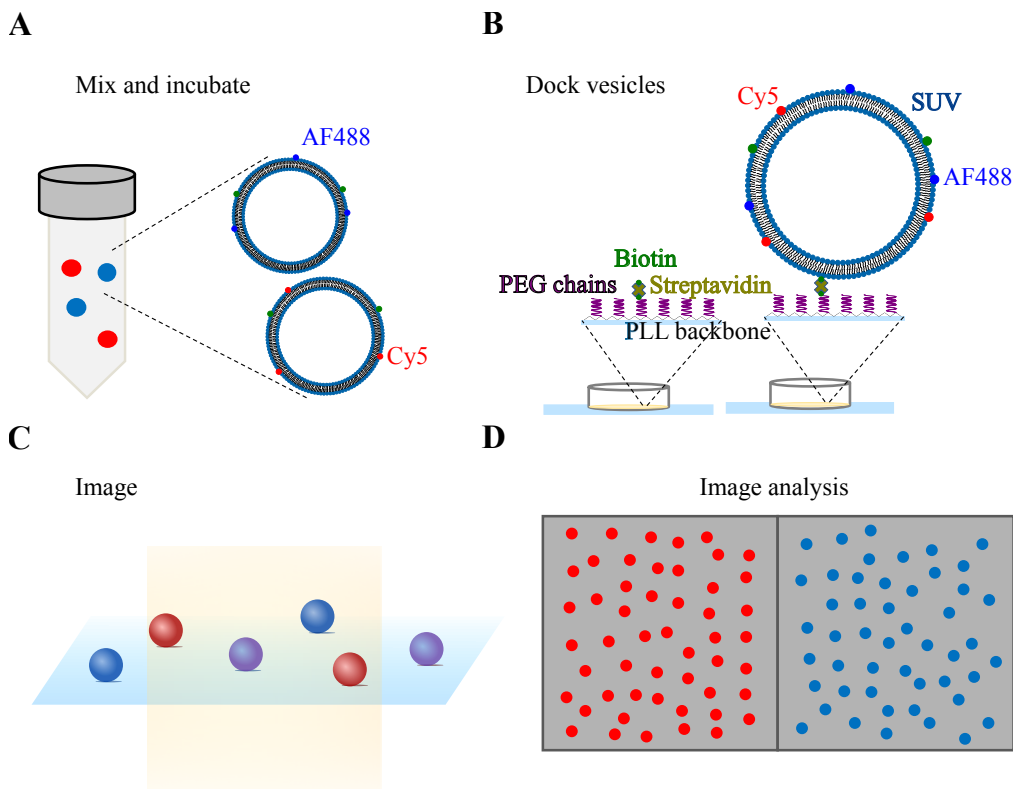 A
Mix and incubate
AF488
Cy5
B
Dock vesicles
Cy5
SUV
AF488
Biotin
PEG chains
Streptavidin
PLL backbone
C
Image
D
Image analysis